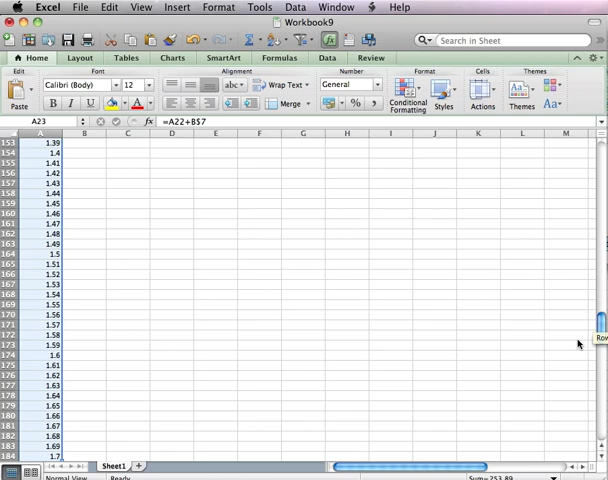 Excel File Edit View Insert Format Tools Data Window Help
Workbook9
Search in Sheet
Home Layout Tables Charts SmartArt Formulas Data Review
Edit Font Alignment Number Format Cells Themes
Calibri (Body) 12 abc Wrap Text General
Paste B I U A Merge % Conditional Formatting Styles Actions Themes Aa
A23 fx =A22+B$7
A B C D E F G H I J K L M
153 1.39
154 1.4
155 1.41
156 1.42
157 1.43
158 1.44
159 1.45
160 1.46
161 1.47
162 1.48
163 1.49
164 1.5
165 1.51
166 1.52
167 1.53
168 1.54
169 1.55
170 1.56
171 1.57
172 1.58
173 1.59
174 1.6
175 1.61
176 1.62
177 1.63
178 1.64
179 1.65
180 1.66
181 1.67
182 1.68
183 1.69
184 1.7
Sheet1
Normal View Ready Sum=253.89